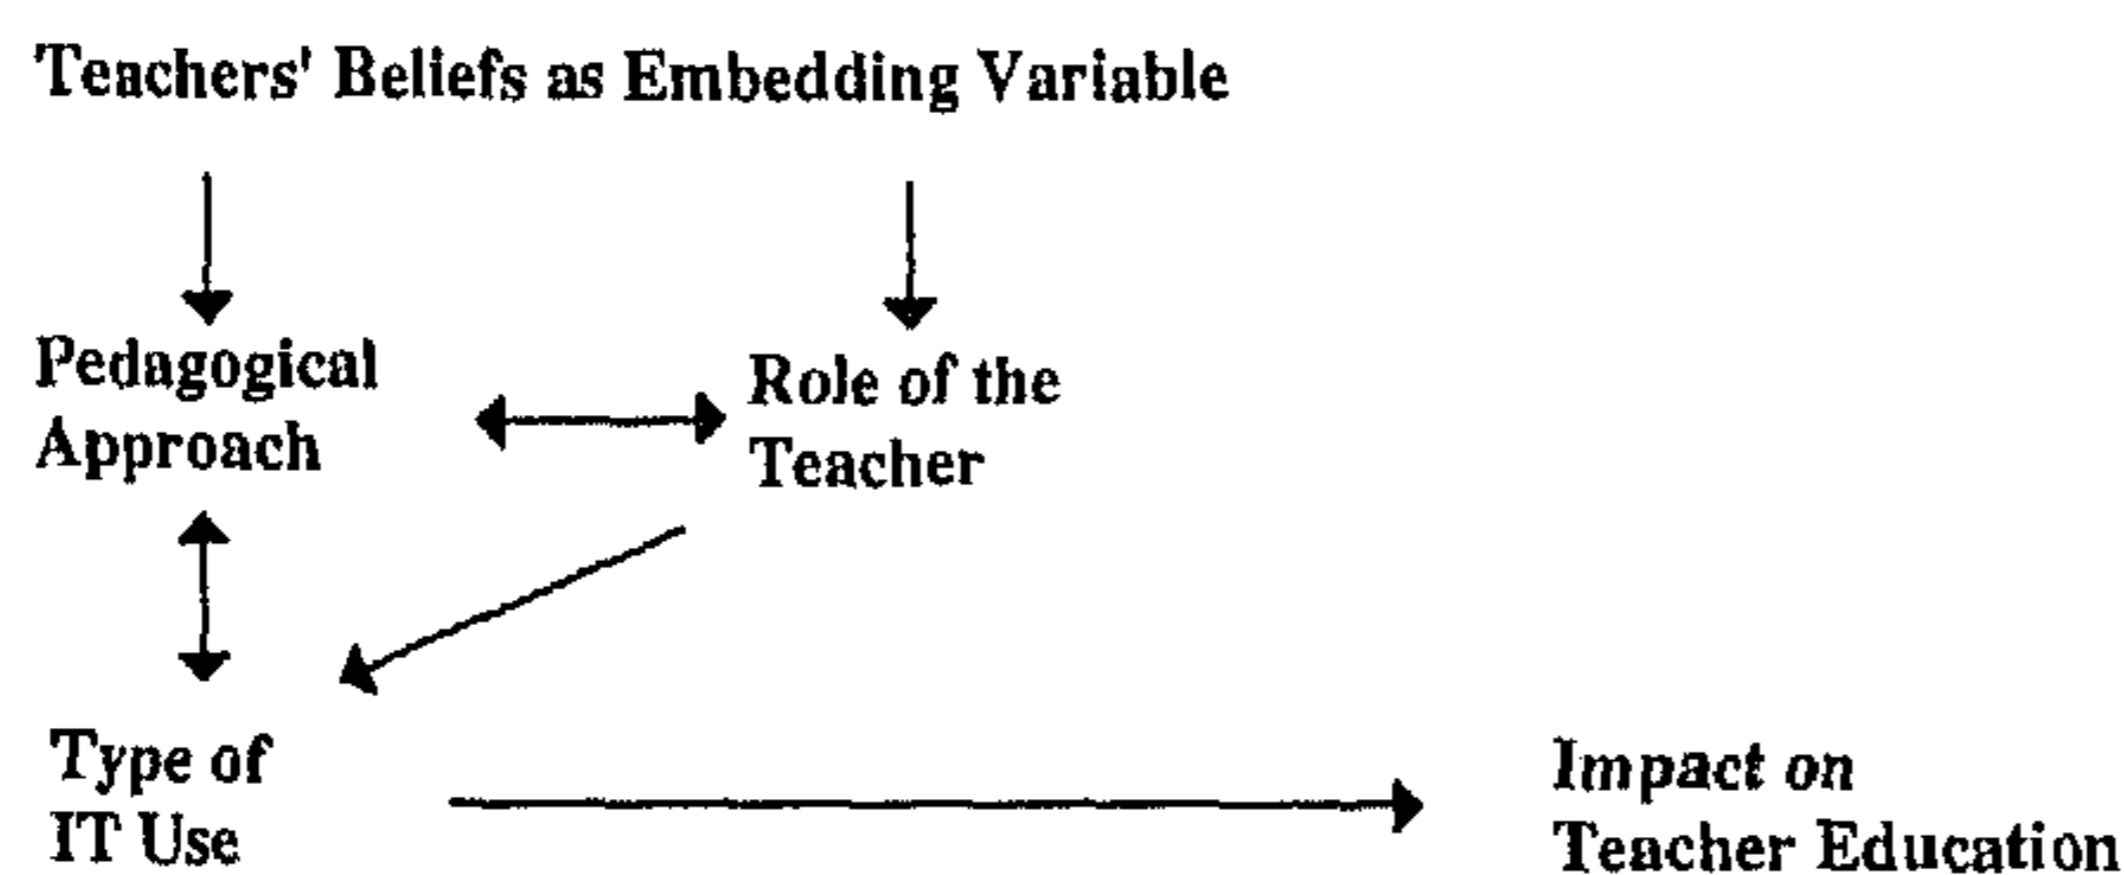 Teachers' Beliefs as Embedding Variable
Pedagogical
Approach
Role of the
Teacher
Type of
IT Use
Impact on
Teacher Education